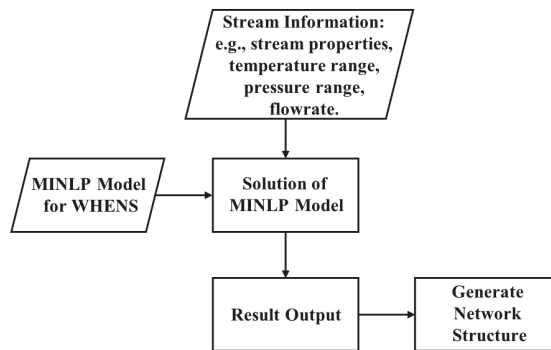 Stream Information:
e.g., stream properties,
temperature range,
pressure range,
flowrate.
MINLP Model
for WHENS
Solution of
MINLP Model
Result Output
Generate
Network
Structure